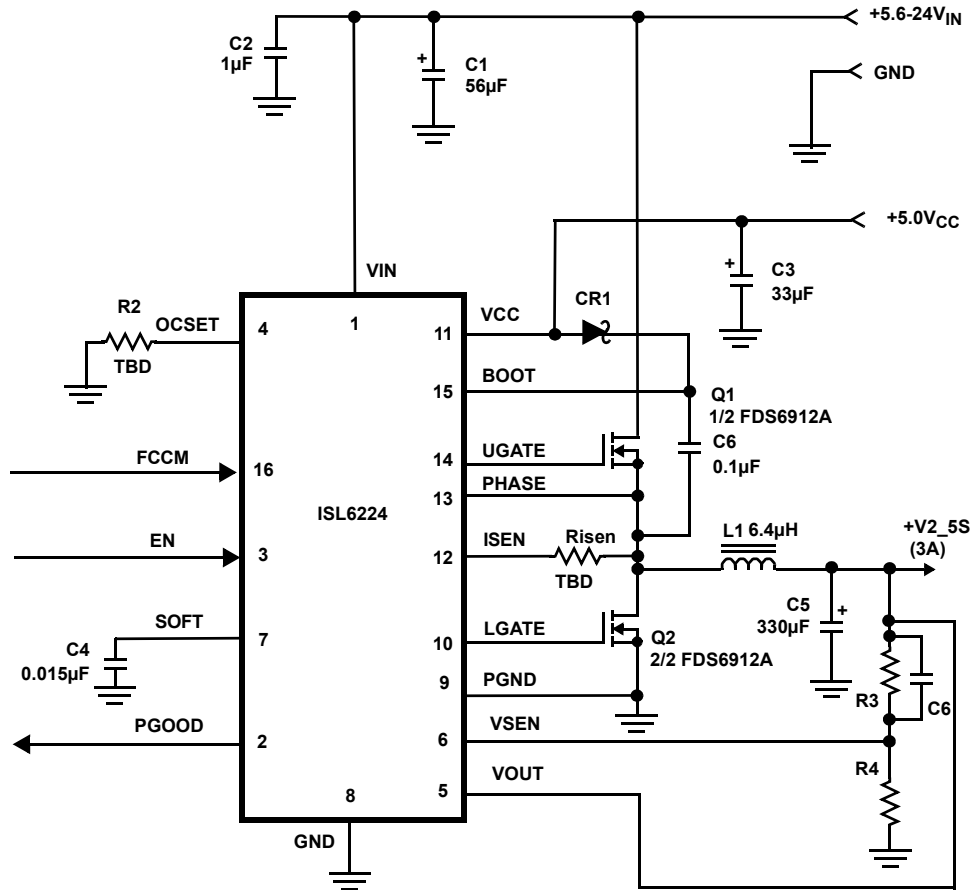 +5.6-24VIN
C2
1µF
+
C1
56µF
GND
+5.0VCC
+
C3
33µF
VIN
R2
OCSET
TBD
4
1
11
VCC
CR1
15
BOOT
Q1
1/2 FDS6912A
C6
0.1µF
FCCM
16
14
UGATE
13
PHASE
ISL6224
EN
3
12
ISEN
Risen
TBD
L1 6.4µH
+V2_5S
(3A)
SOFT
7
C4
0.015µF
10
LGATE
Q2
2/2 FDS6912A
C5
330µF
+
9
PGND
R3
C6
PGOOD
2
6
VSEN
R4
5
VOUT
8
GND